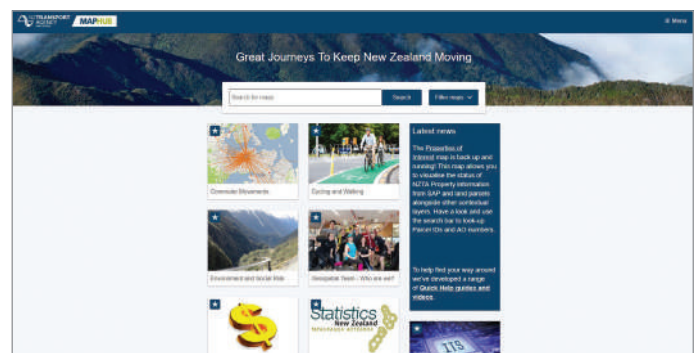 NZ TRANSPORT
AGENCY
MAPHUB
Menu
Great Journeys To Keep New Zealand Moving
Search for maps
Search
Filter maps
Commuter Movements
Cycling and Walking
Environment and Social Risk
Geospatial Team - Who are we?
Statistics
New Zealand
Latest news
The Properties of
Interest map is back up and
running! This map allows you
to visualise the status of
NZTA Property information
from SAP and land parcels
alongside other contextual
layers. Have a look and use
the search bar to look-up
Parcel IDs and AO numbers.
To help find your way around
we've developed a range
of Quick Help guides and
videos.
ITS